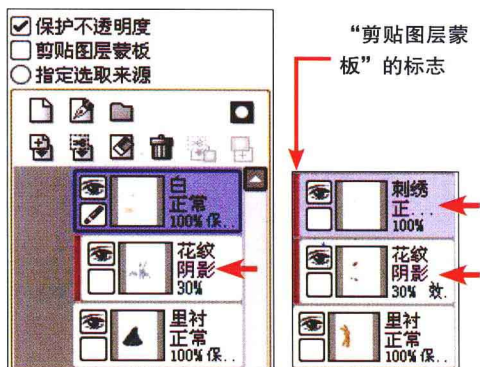 保护不透明度
剪贴图层蒙板
指定选取来源
“剪贴图层蒙
板”的标志
白
正常
100%保..
花纹
阴影
30%
里衬
正常
100%保..
刺绣
正...
100%
花纹
阴影
30% 效.
里衬
正常
100%保..